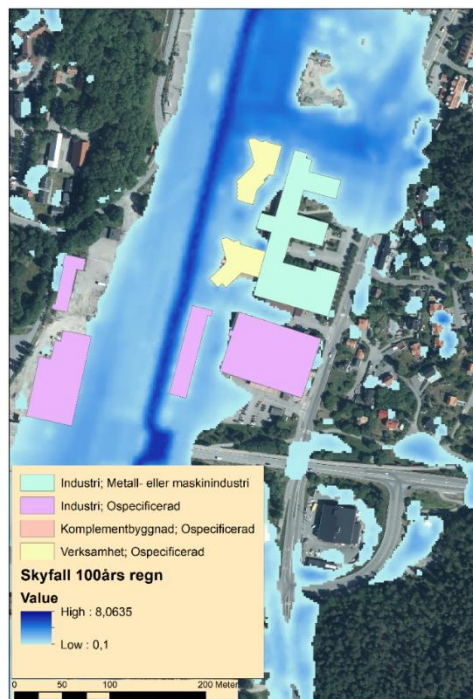 Industri; Metall- eller maskinindustri
Industri; Ospecificerad
Komplementbyggnad; Ospecificerad
Verksamhet; Ospecificerad
Skyfall 100års regn
Value
High : 8,0635
Low : 0,1
0 50 100 200 Meter